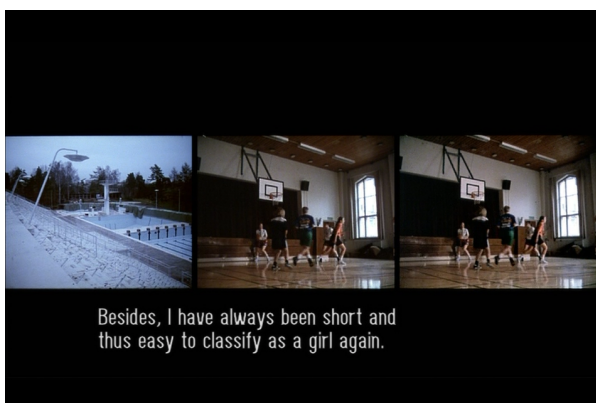 Besides, I have always been short and
thus easy to classify as a girl again.